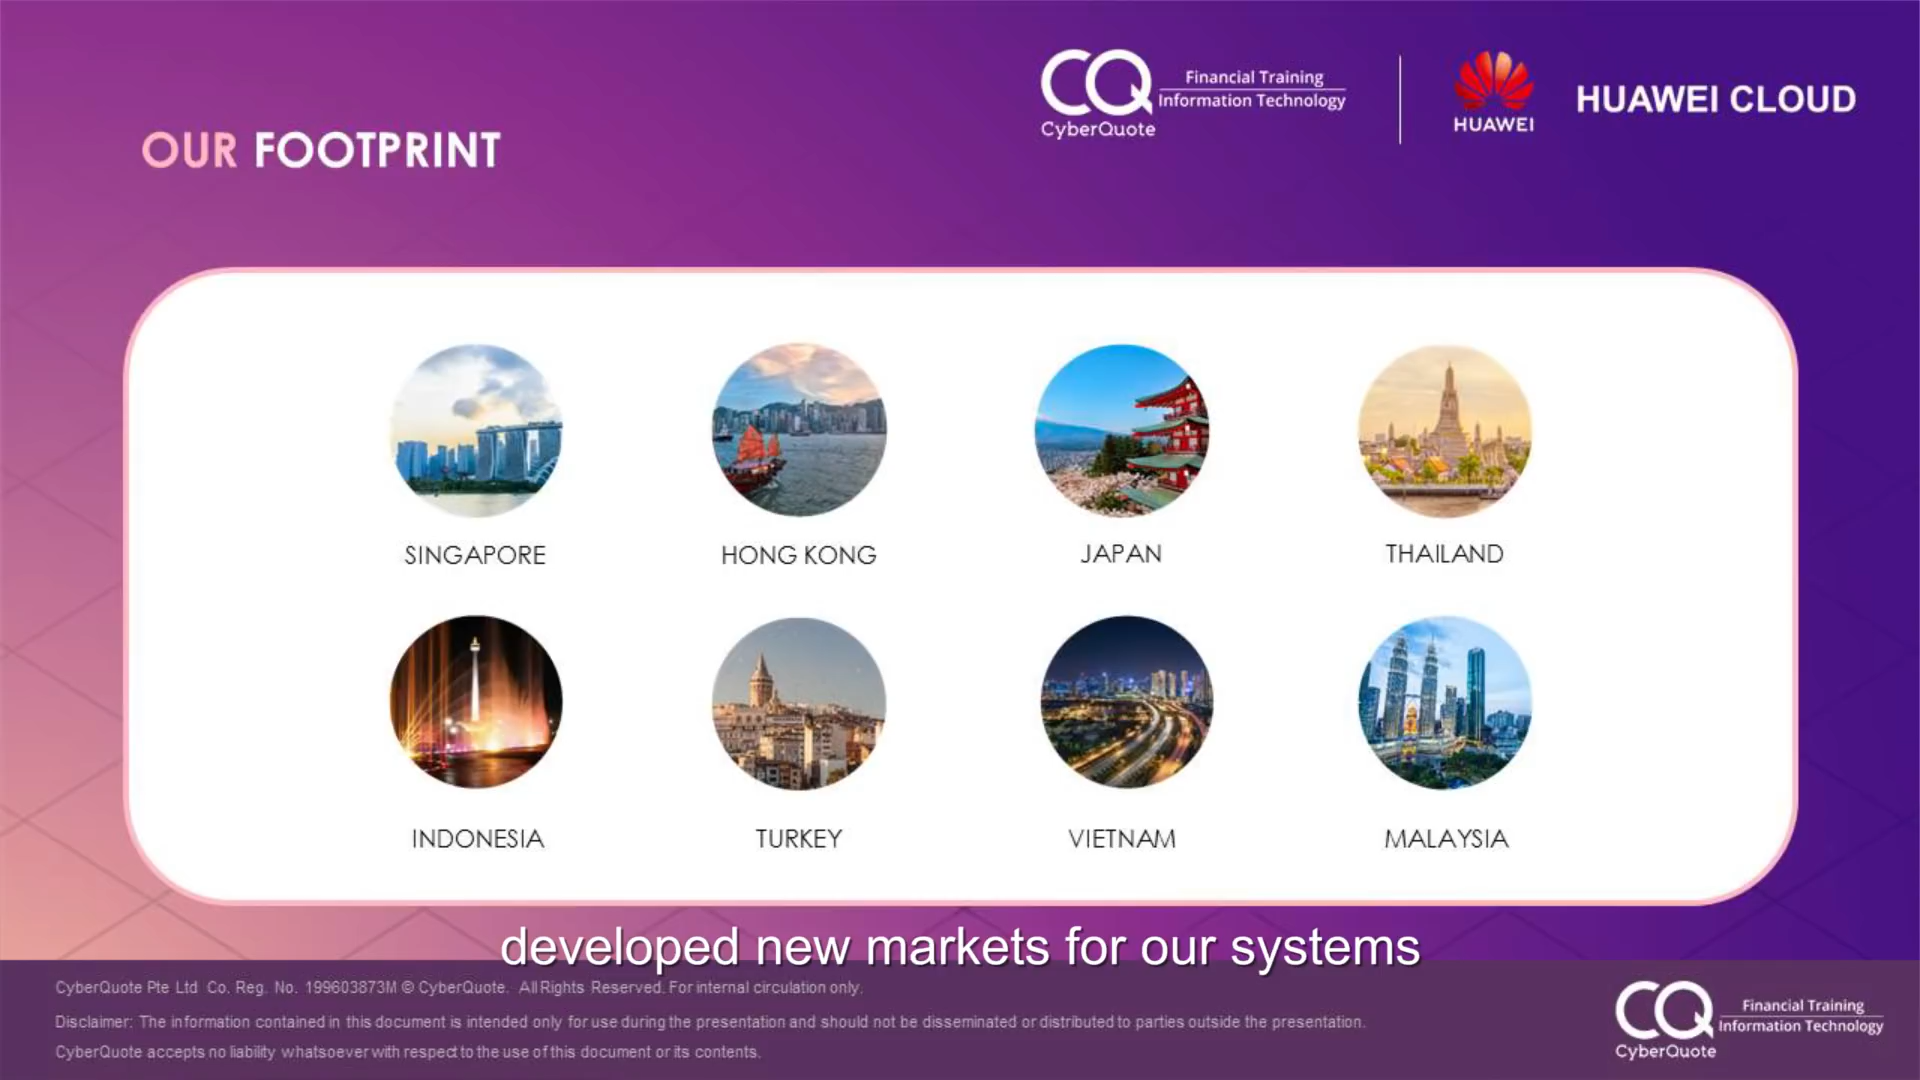 CQ
CyberQuote
Financial Training
Information Technology
HUAWEI
HUAWEI CLOUD
OUR FOOTPRINT
SINGAPORE
HONG KONG
JAPAN
THAILAND
INDONESIA
TURKEY
VIETNAM
MALAYSIA
developed new markets for our systems
CyberQuote Pte Ltd Co. Reg. No. 199603873M © CyberQuote. All Rights Reserved. For internal circulation only.
Disclaimer: The information contained in this document is intended only for use during the presentation and should not be disseminated or distributed to parties outside the presentation.
CyberQuote accepts no liability whatsoever with respect to the use of this document or its contents.
CQ
CyberQuote
Financial Training
Information Technology